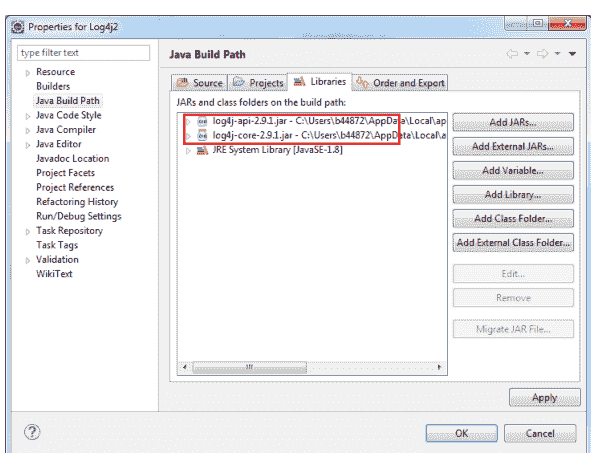 Properties for Log4j2
type filter text
Java Build Path
Resource
Builders
Java Build Path
Java Code Style
Java Compiler
Java Editor
Javadoc Location
Project Facets
Project References
Refactoring History
Run/Debug Settings
Task Repository
Task Tags
Validation
WikiText
Source Projects Libraries Order and Export
JARs and class folders on the build path:
log4j-api-2.9.1.jar - C:\Users\b44872\AppData\Local\ap
log4j-core-2.9.1.jar - C:\Users\b44872\AppData\Local\a
JRE System Library [JavaSE-1.8]
Add JARs...
Add External JARs...
Add Variable...
Add Library...
Add Class Folder...
Add External Class Folder...
Edit...
Remove
Migrate JAR File...
Apply
OK Cancel